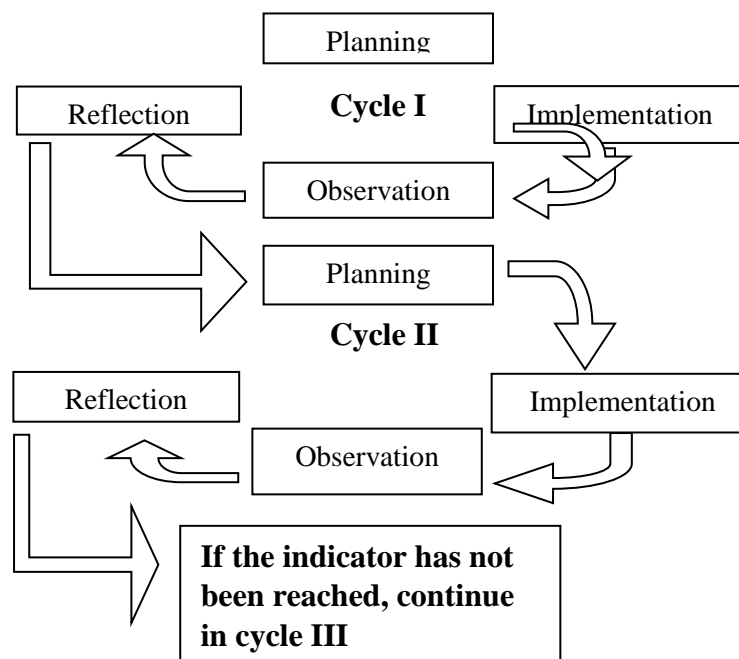 Planning
Cycle I
Reflection
Implementation
Observation
Planning
Cycle II
Reflection
Implementation
Observation
If the indicator has not
been reached, continue
in cycle III